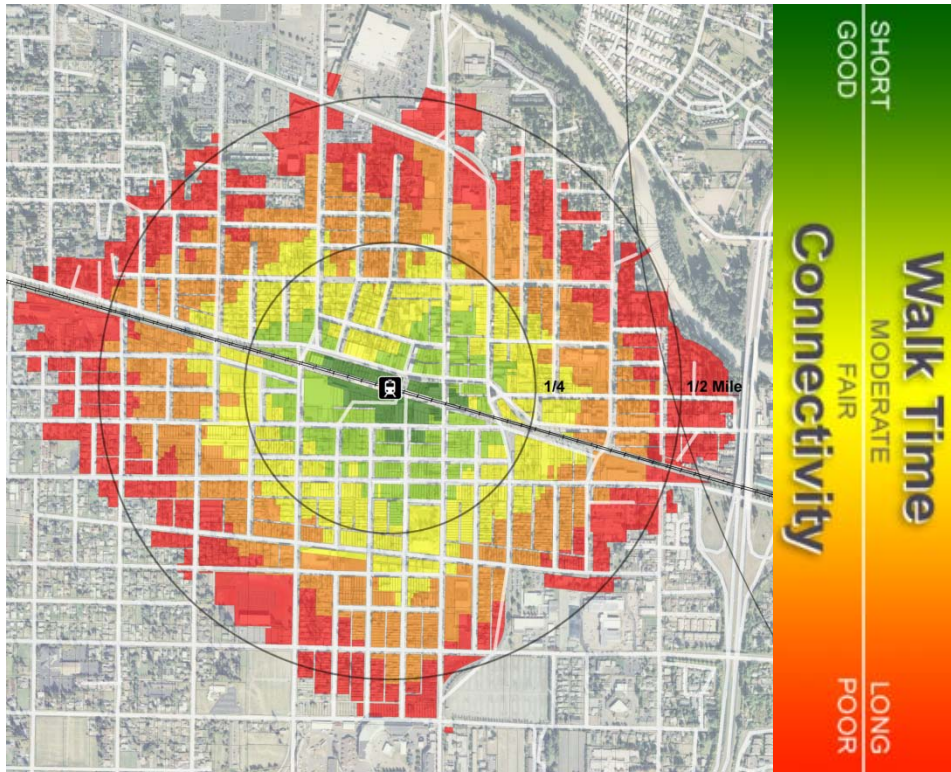 1/4
1/2 Mile
Walk Time
SHORT MODERATE LONG
GOOD FAIR POOR
Connectivity